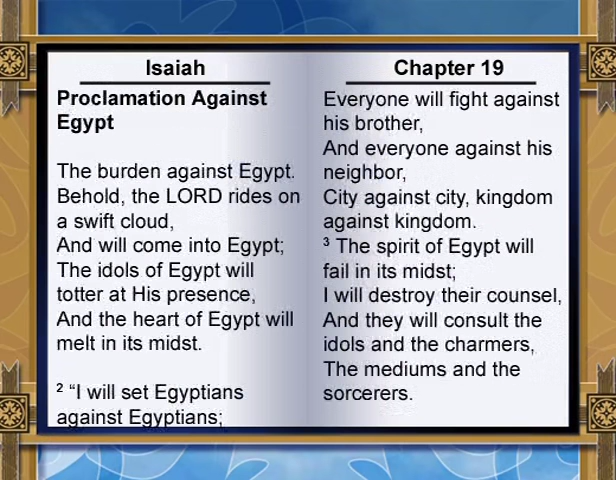 Isaiah
Proclamation Against
Egypt
The burden against Egypt.
Behold, the LORD rides on
a swift cloud,
And will come into Egypt;
The idols of Egypt will
totter at His presence,
And the heart of Egypt will
melt in its midst.
² “I will set Egyptians
against Egyptians;
Chapter 19
Everyone will fight against
his brother,
And everyone against his
neighbor,
City against city, kingdom
against kingdom.
³ The spirit of Egypt will
fail in its midst;
I will destroy their counsel,
And they will consult the
idols and the charmers,
The mediums and the
sorcerers.